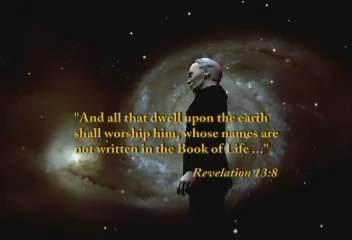 "And all that dwell upon the earth
shall worship him, whose names are
not written in the Book of Life ..."
Revelation 13:8